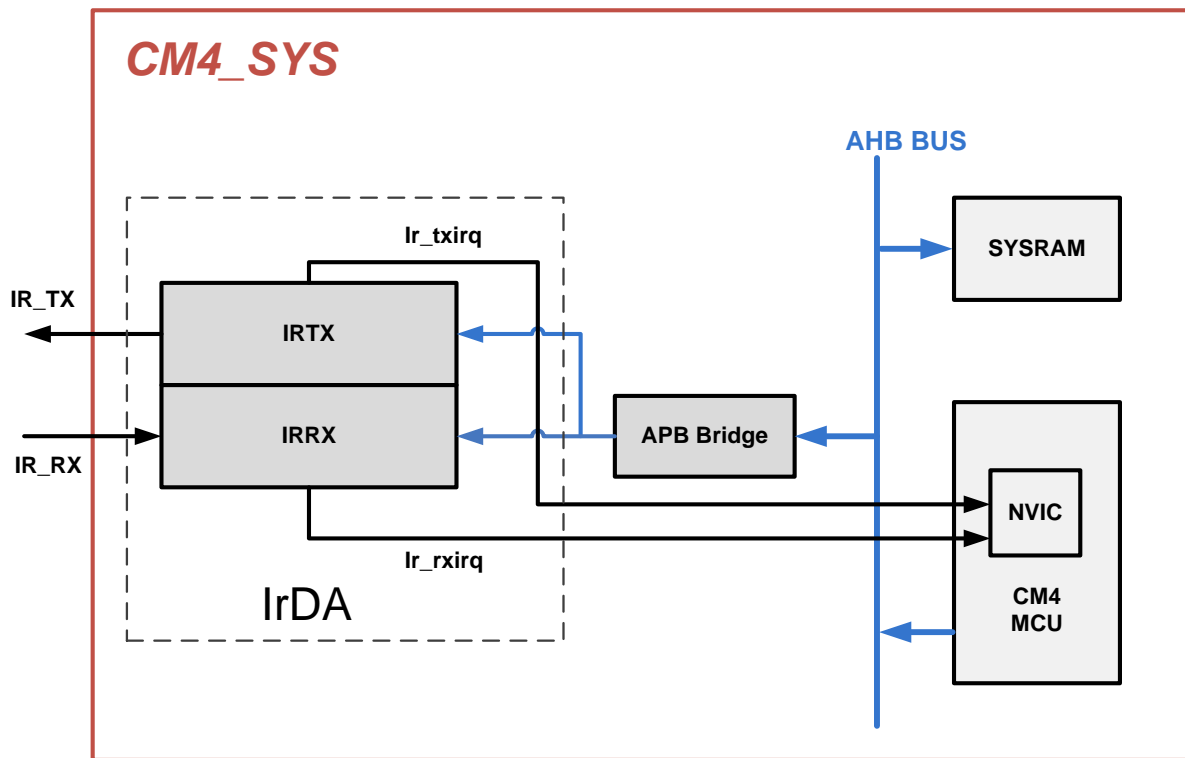 CM4_SYS
AHB BUS
Ir_txirq
SYSRAM
IR_TX
IRTX
IRRX
APB Bridge
IR_RX
NVIC
Ir_rxirq
IrDA
CM4
MCU